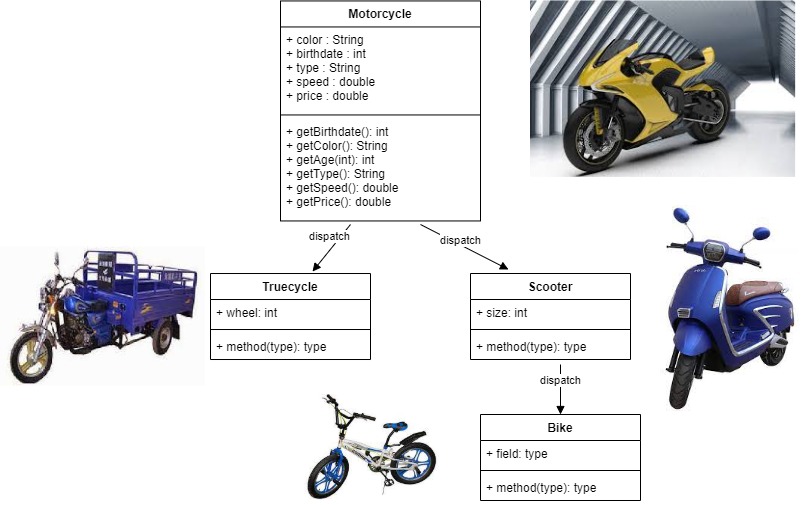 Motorcycle
+ color : String
+ birthdate : int
+ type : String
+ speed : double
+ price : double
+ getBirthdate(): int
+ getColor(): String
+ getAge(int): int
+ getType(): String
+ getSpeed(): double
+ getPrice(): double
dispatch
dispatch
Truecycle
+ wheel: int
+ method(type): type
Scooter
+ size: int
+ method(type): type
dispatch
Bike
+ field: type
+ method(type): type